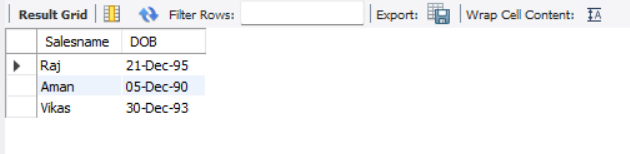 Result Grid Filter Rows: Export: Wrap Cell Content: IA
Salesname DOB
Raj 21-Dec-95
Aman 05-Dec-90
Vikas 30-Dec-93